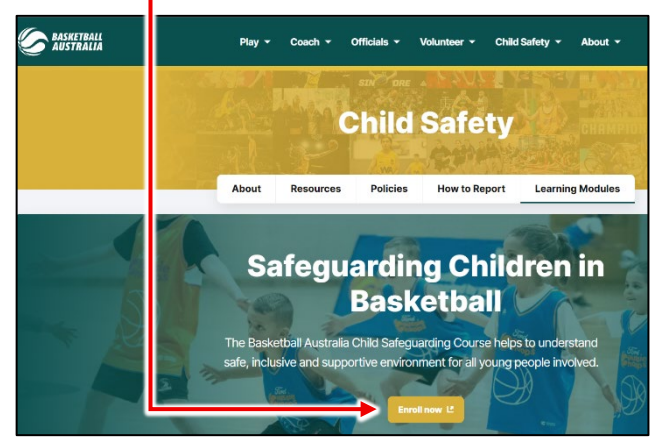 BASKETBALL
AUSTRALIA
Play Coach Officials Volunteer Child Safety About
Child Safety
About Resources Policies How to Report Learning Modules
Safeguarding Children in
Basketball
The Basketball Australia Child Safeguarding Course helps to understand
safe, inclusive and supportive environment for all young people involved.
Enroll now